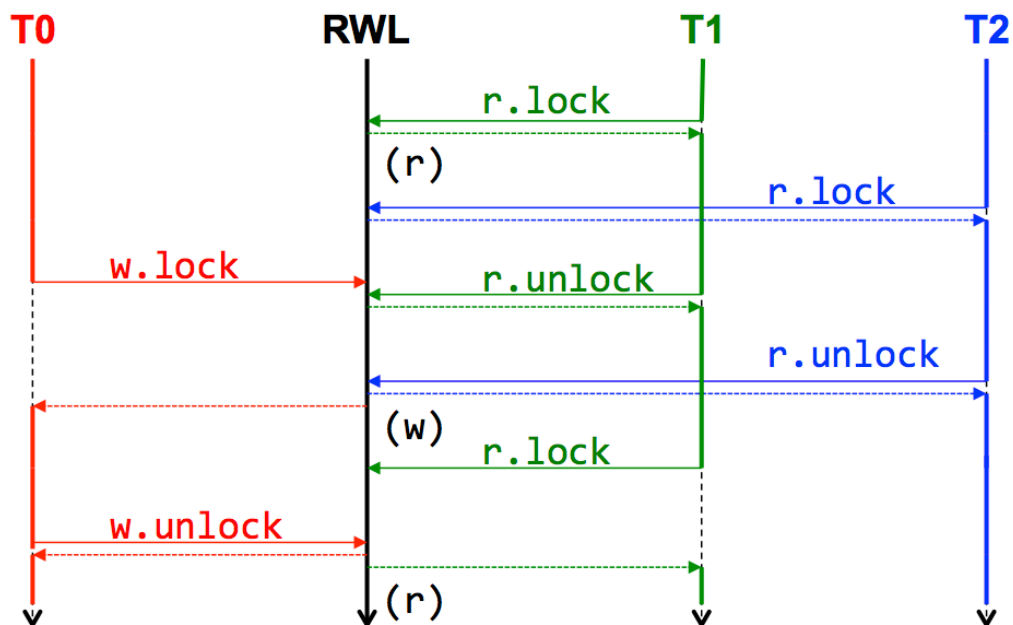 T0 RWL T1 T2
r.lock
(r)
r.lock
w.lock r.unlock
r.unlock
(w)
r.lock
w.unlock
(r)